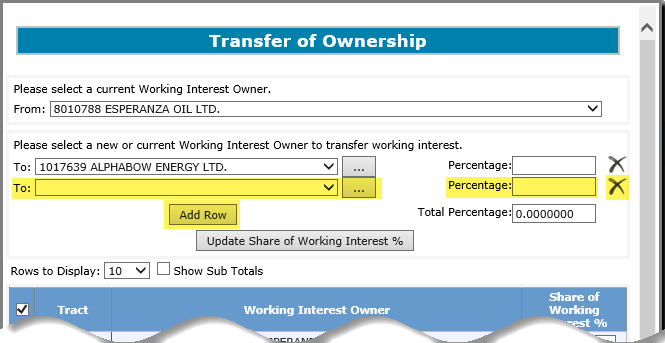 Transfer of Ownership
Please select a current Working Interest Owner.
From: 8010788 ESPERANZA OIL LTD.
Please select a new or current Working Interest Owner to transfer working interest.
To: 1017639 ALPHABOW ENERGY LTD. ... Percentage:
To: ... Percentage:
Add Row Total Percentage: 0.0000000
Update Share of Working Interest %
Rows to Display: 10 Show Sub Totals
Tract Working Interest Owner Share of
Working
%